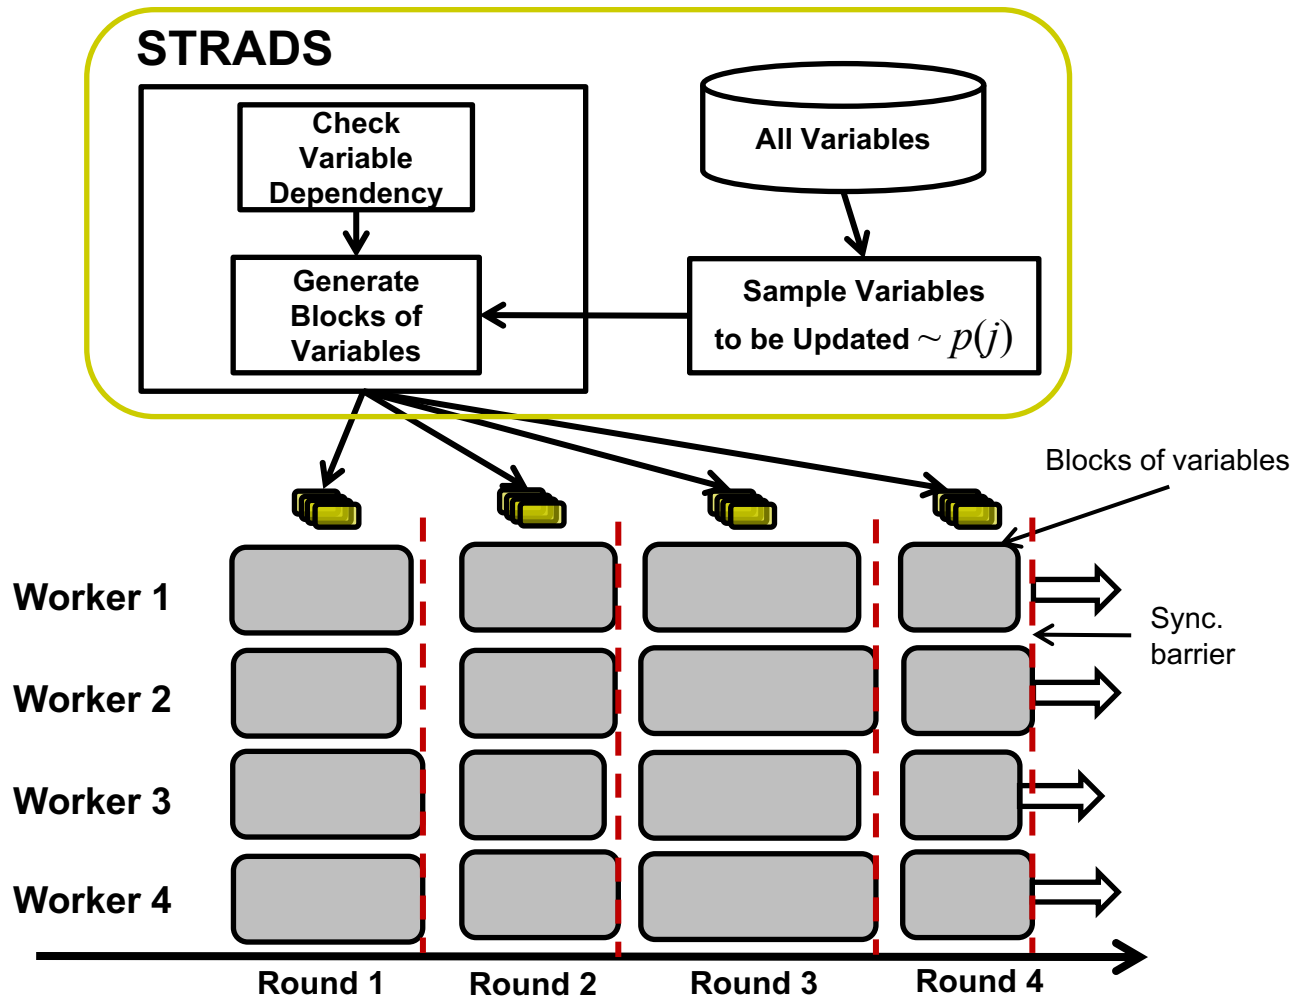 STRADS
Check
Variable
Dependency
All Variables
Generate
Blocks of
Variables
Sample Variables
to be Updated ~ p(j)
Blocks of variables
Worker 1
Sync.
barrier
Worker 2
Worker 3
Worker 4
Round 1
Round 2
Round 3
Round 4